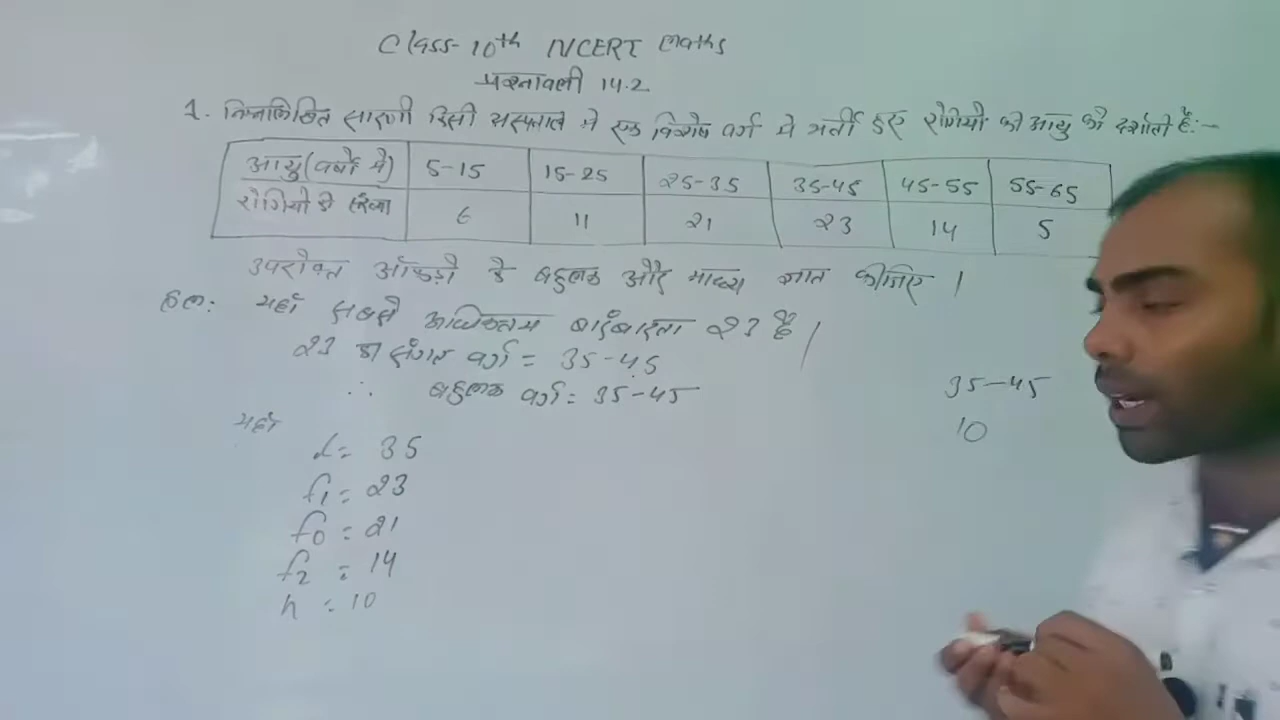 Class-10th NCERT Maths
प्रश्नावली 14.2
1. निम्नलिखित सारणी किसी अस्पताल में एक विशेष वर्ग में भर्ती हुए रोगियों की आयु को दर्शाती है:-
आयु (वर्षों में) 5-15 15-25 25-35 35-45 45-55 55-65
रोगियों की संख्या 6 11 21 23 14 5
उपरोक्त आँकड़ों के बहुलक और माध्य ज्ञात कीजिए ।
हल: यहाँ सबसे अधिकतम बारंबारता 23 है।
23 का संगत वर्ग = 35-45
∴ बहुलक वर्ग = 35-45
35-45
यहाँ
10
l = 35
f1 = 23
f0 = 21
f2 = 14
h = 10